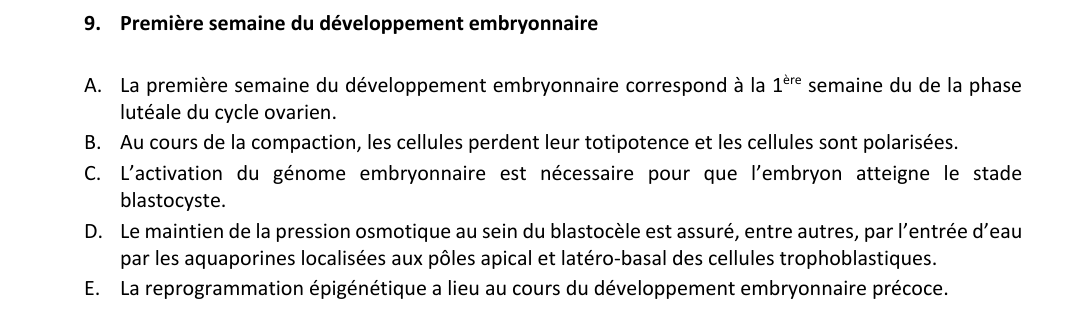 9. Première semaine du développement embryonnaire
A. La première semaine du développement embryonnaire correspond à la 1ère semaine du de la phase
lutéale du cycle ovarien.
B. Au cours de la compaction, les cellules perdent leur totipotence et les cellules sont polarisées.
C. L’activation du génome embryonnaire est nécessaire pour que l’embryon atteigne le stade
blastocyste.
D. Le maintien de la pression osmotique au sein du blastocèle est assuré, entre autres, par l’entrée d’eau
par les aquaporines localisées aux pôles apical et latéro-basal des cellules trophoblastiques.
E. La reprogrammation épigénétique a lieu au cours du développement embryonnaire précoce.